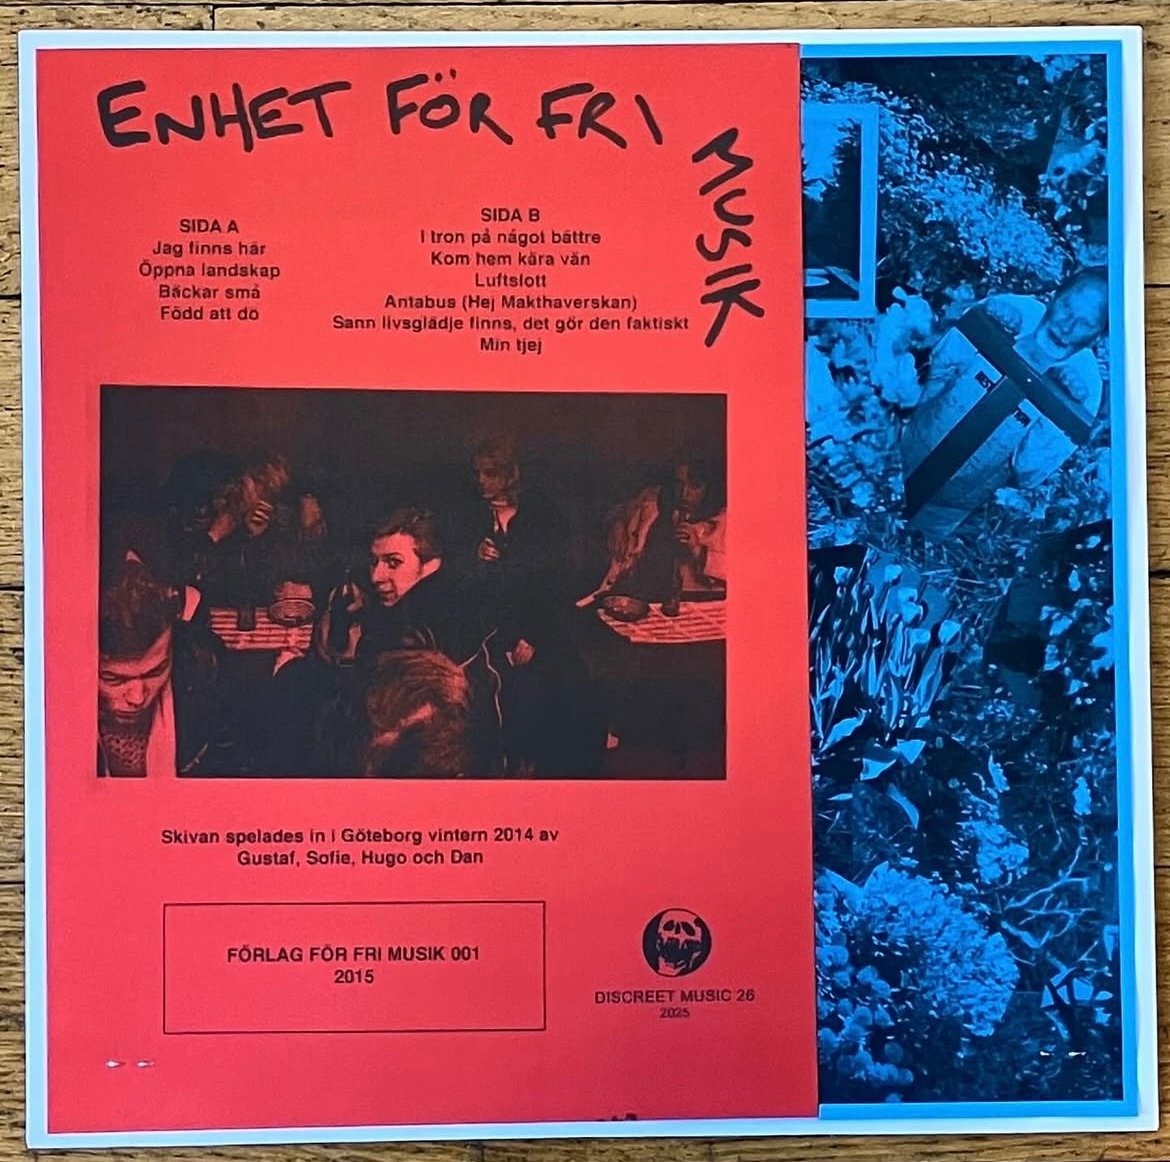 ENHET FÖR FRI
MUSIK
SIDA A
Jag finns här
Öppna landskap
Bäckar små
Född att dö
SIDA B
I tron på något bättre
Kom hem kära vän
Luftslott
Antabus (Hej Makthaverskan)
Sann livsglädje finns, det gör den faktiskt
Min tjej
Skivan spelades in i Göteborg vintern 2014 av
Gustaf, Sofie, Hugo och Dan
FÖRLAG FÖR FRI MUSIK 001
2015
DISCREET MUSIC 26
2025